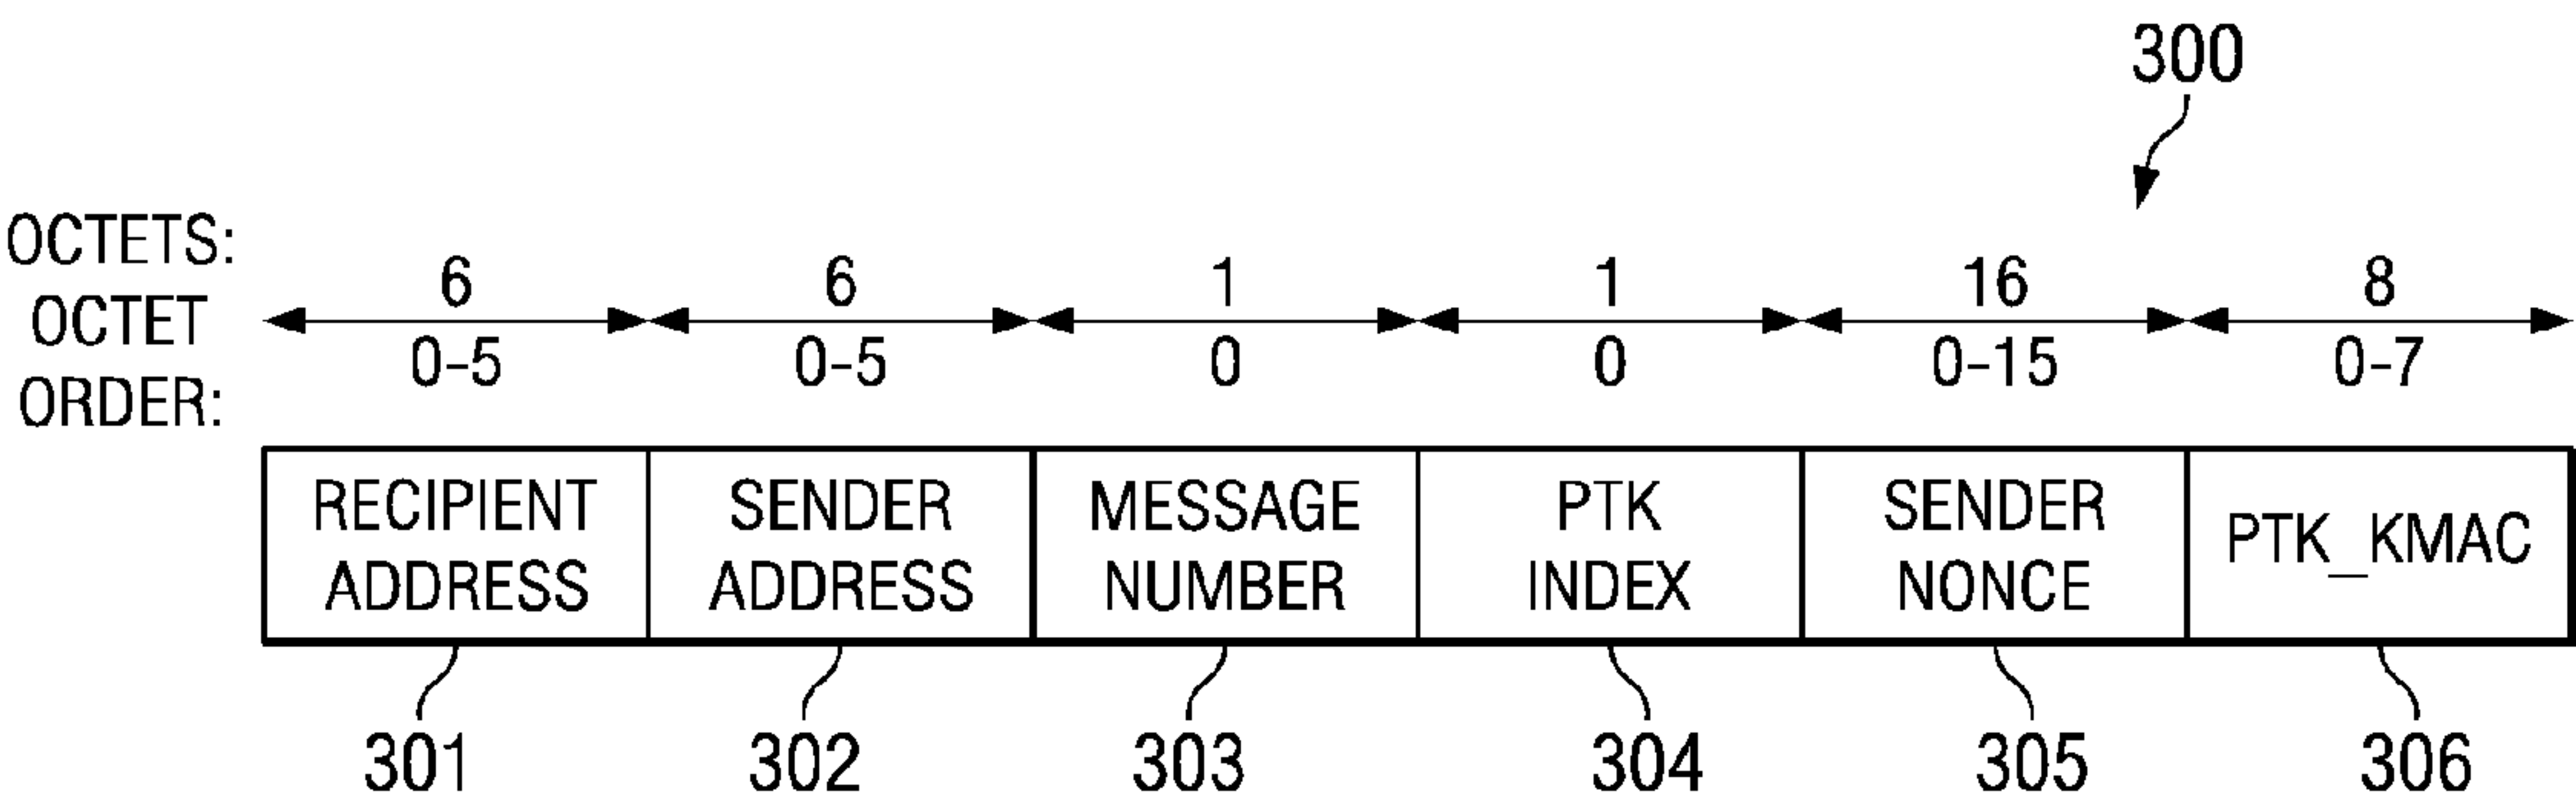 300
OCTETS:
6 6 1 1 16 8
OCTET
ORDER:
0-5 0-5 0 0 0-15 0-7
RECIPIENT ADDRESS
SENDER ADDRESS
MESSAGE NUMBER
PTK INDEX
SENDER NONCE
PTK_KMAC
301 302 303 304 305 306